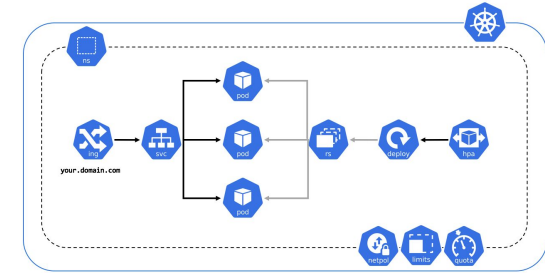 ns
pod
ing
svc
pod
rs
deploy
hpa
your.domain.com
pod
netpol
limits
quota